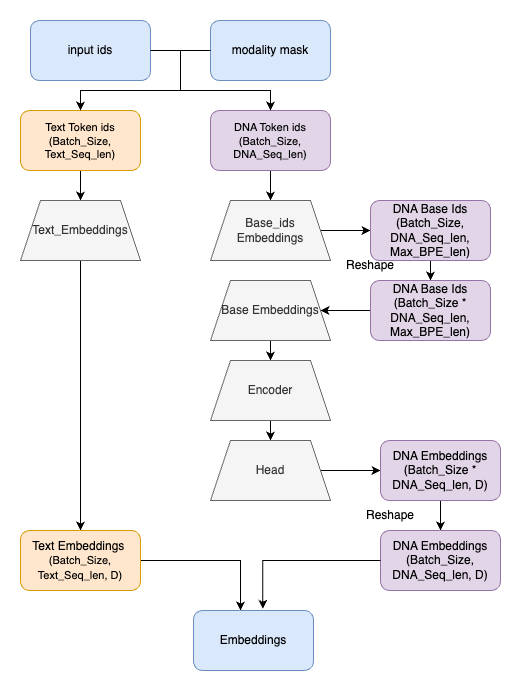 input ids
modality mask
Text Token ids
(Batch_Size,
Text_Seq_len)
DNA Token ids
(Batch_Size,
DNA_Seq_len)
Text_Embeddings
Base_ids
Embeddings
DNA Base Ids
(Batch_Size,
DNA_Seq_len,
Max_BPE_len)
Reshape
Base Embeddings
DNA Base Ids
(Batch_Size *
DNA_Seq_len,
Max_BPE_len)
Encoder
Head
DNA Embeddings
(Batch_Size *
DNA_Seq_len, D)
Reshape
Text Embeddings
(Batch_Size,
Text_Seq_len, D)
DNA Embeddings
(Batch_Size,
DNA_Seq_len, D)
Embeddings